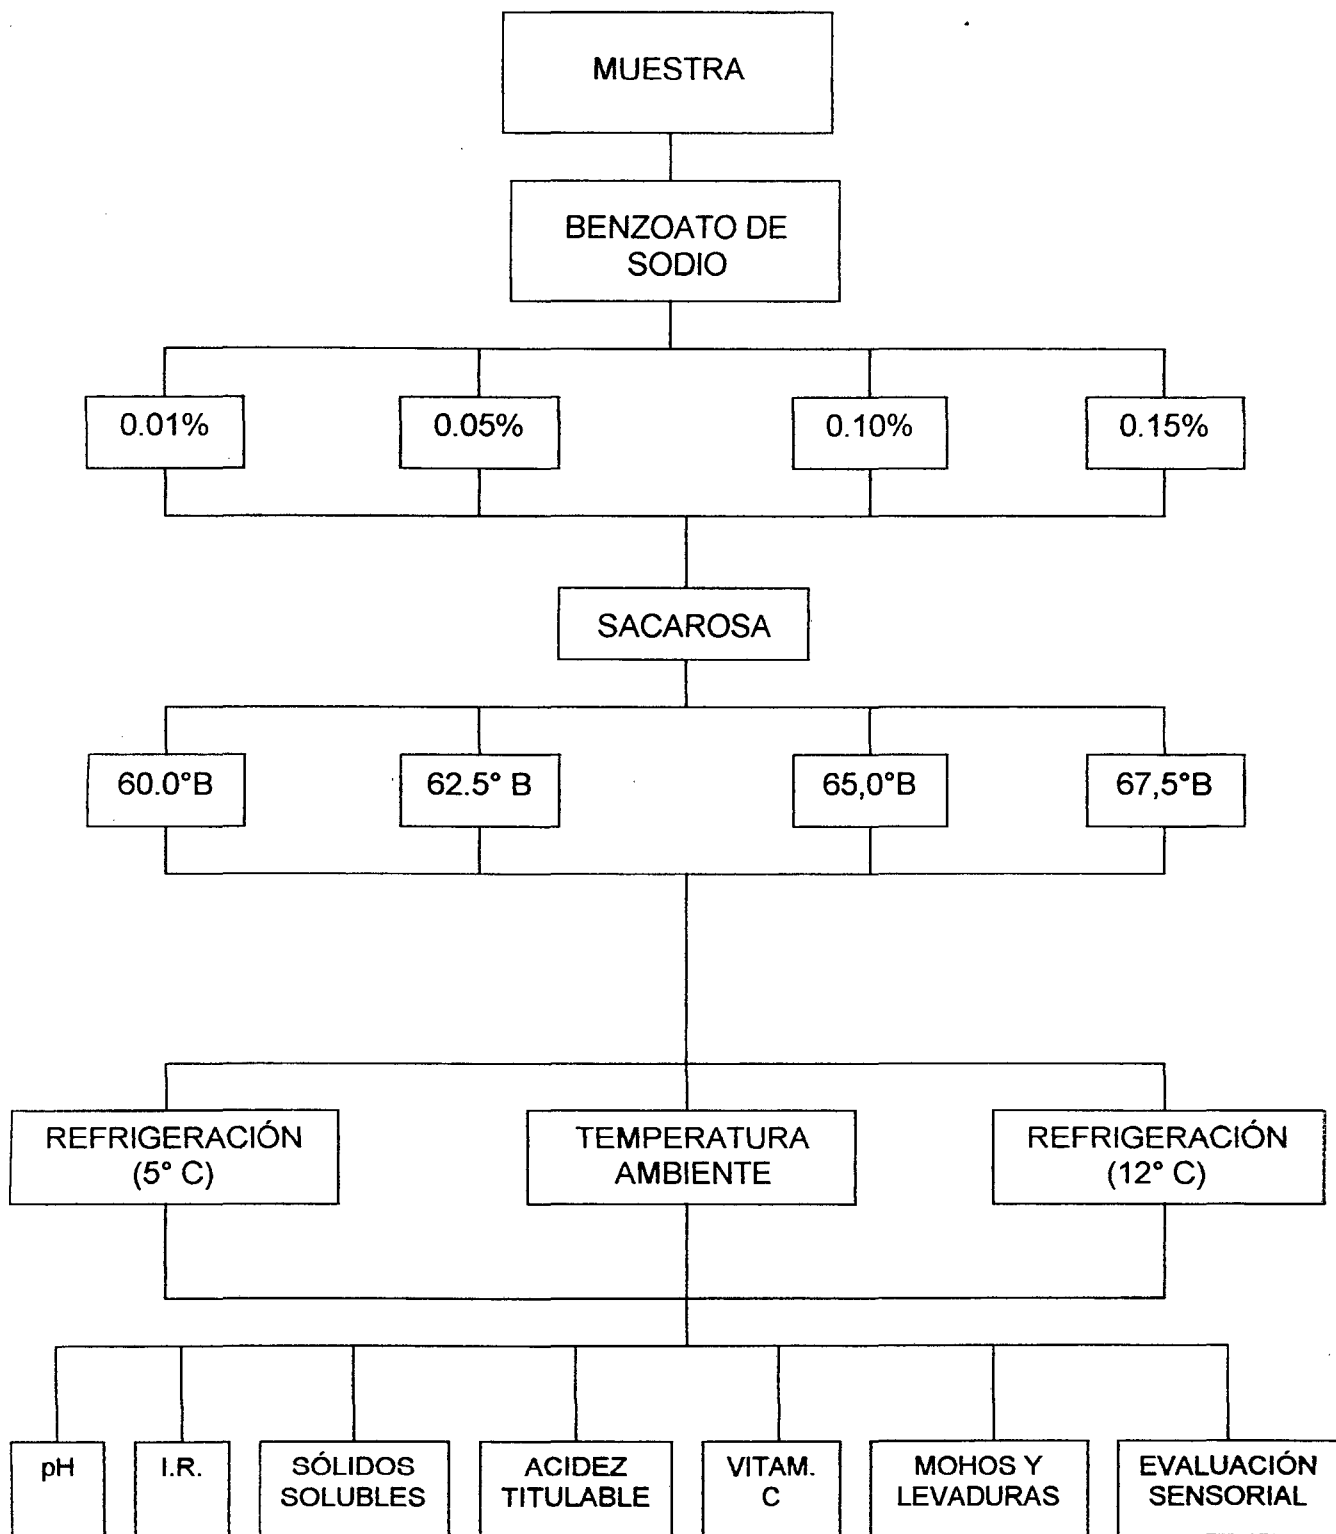 MUESTRA
BENZOATO DE
SODIO
0.01%
0.05%
0.10%
0.15%
SACAROSA
60.0°B
62.5° B
65,0°B
67,5°B
REFRIGERACIÓN
(5° C)
TEMPERATURA
AMBIENTE
REFRIGERACIÓN
(12° C)
pH
I.R.
SÓLIDOS
SOLUBLES
ACIDEZ
TITULABLE
VITAM.
C
MOHOS Y
LEVADURAS
EVALUACIÓN
SENSORIAL